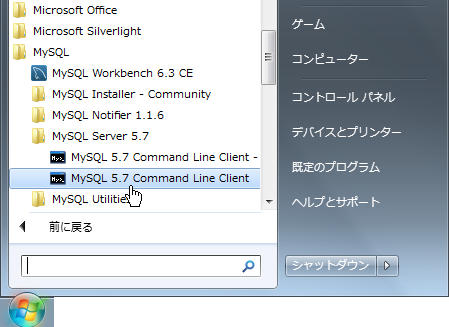 Microsoft Office
Microsoft Silverlight
MySQL
MySQL Workbench 6.3 CE
MySQL Installer - Community
MySQL Notifier 1.1.6
MySQL Server 5.7
MySQL 5.7 Command Line Client -
MySQL 5.7 Command Line Client
MySQL Utilities
前に戻る
ゲーム
コンピューター
コントロール パネル
デバイスとプリンター
既定のプログラム
ヘルプとサポート
シャットダウン